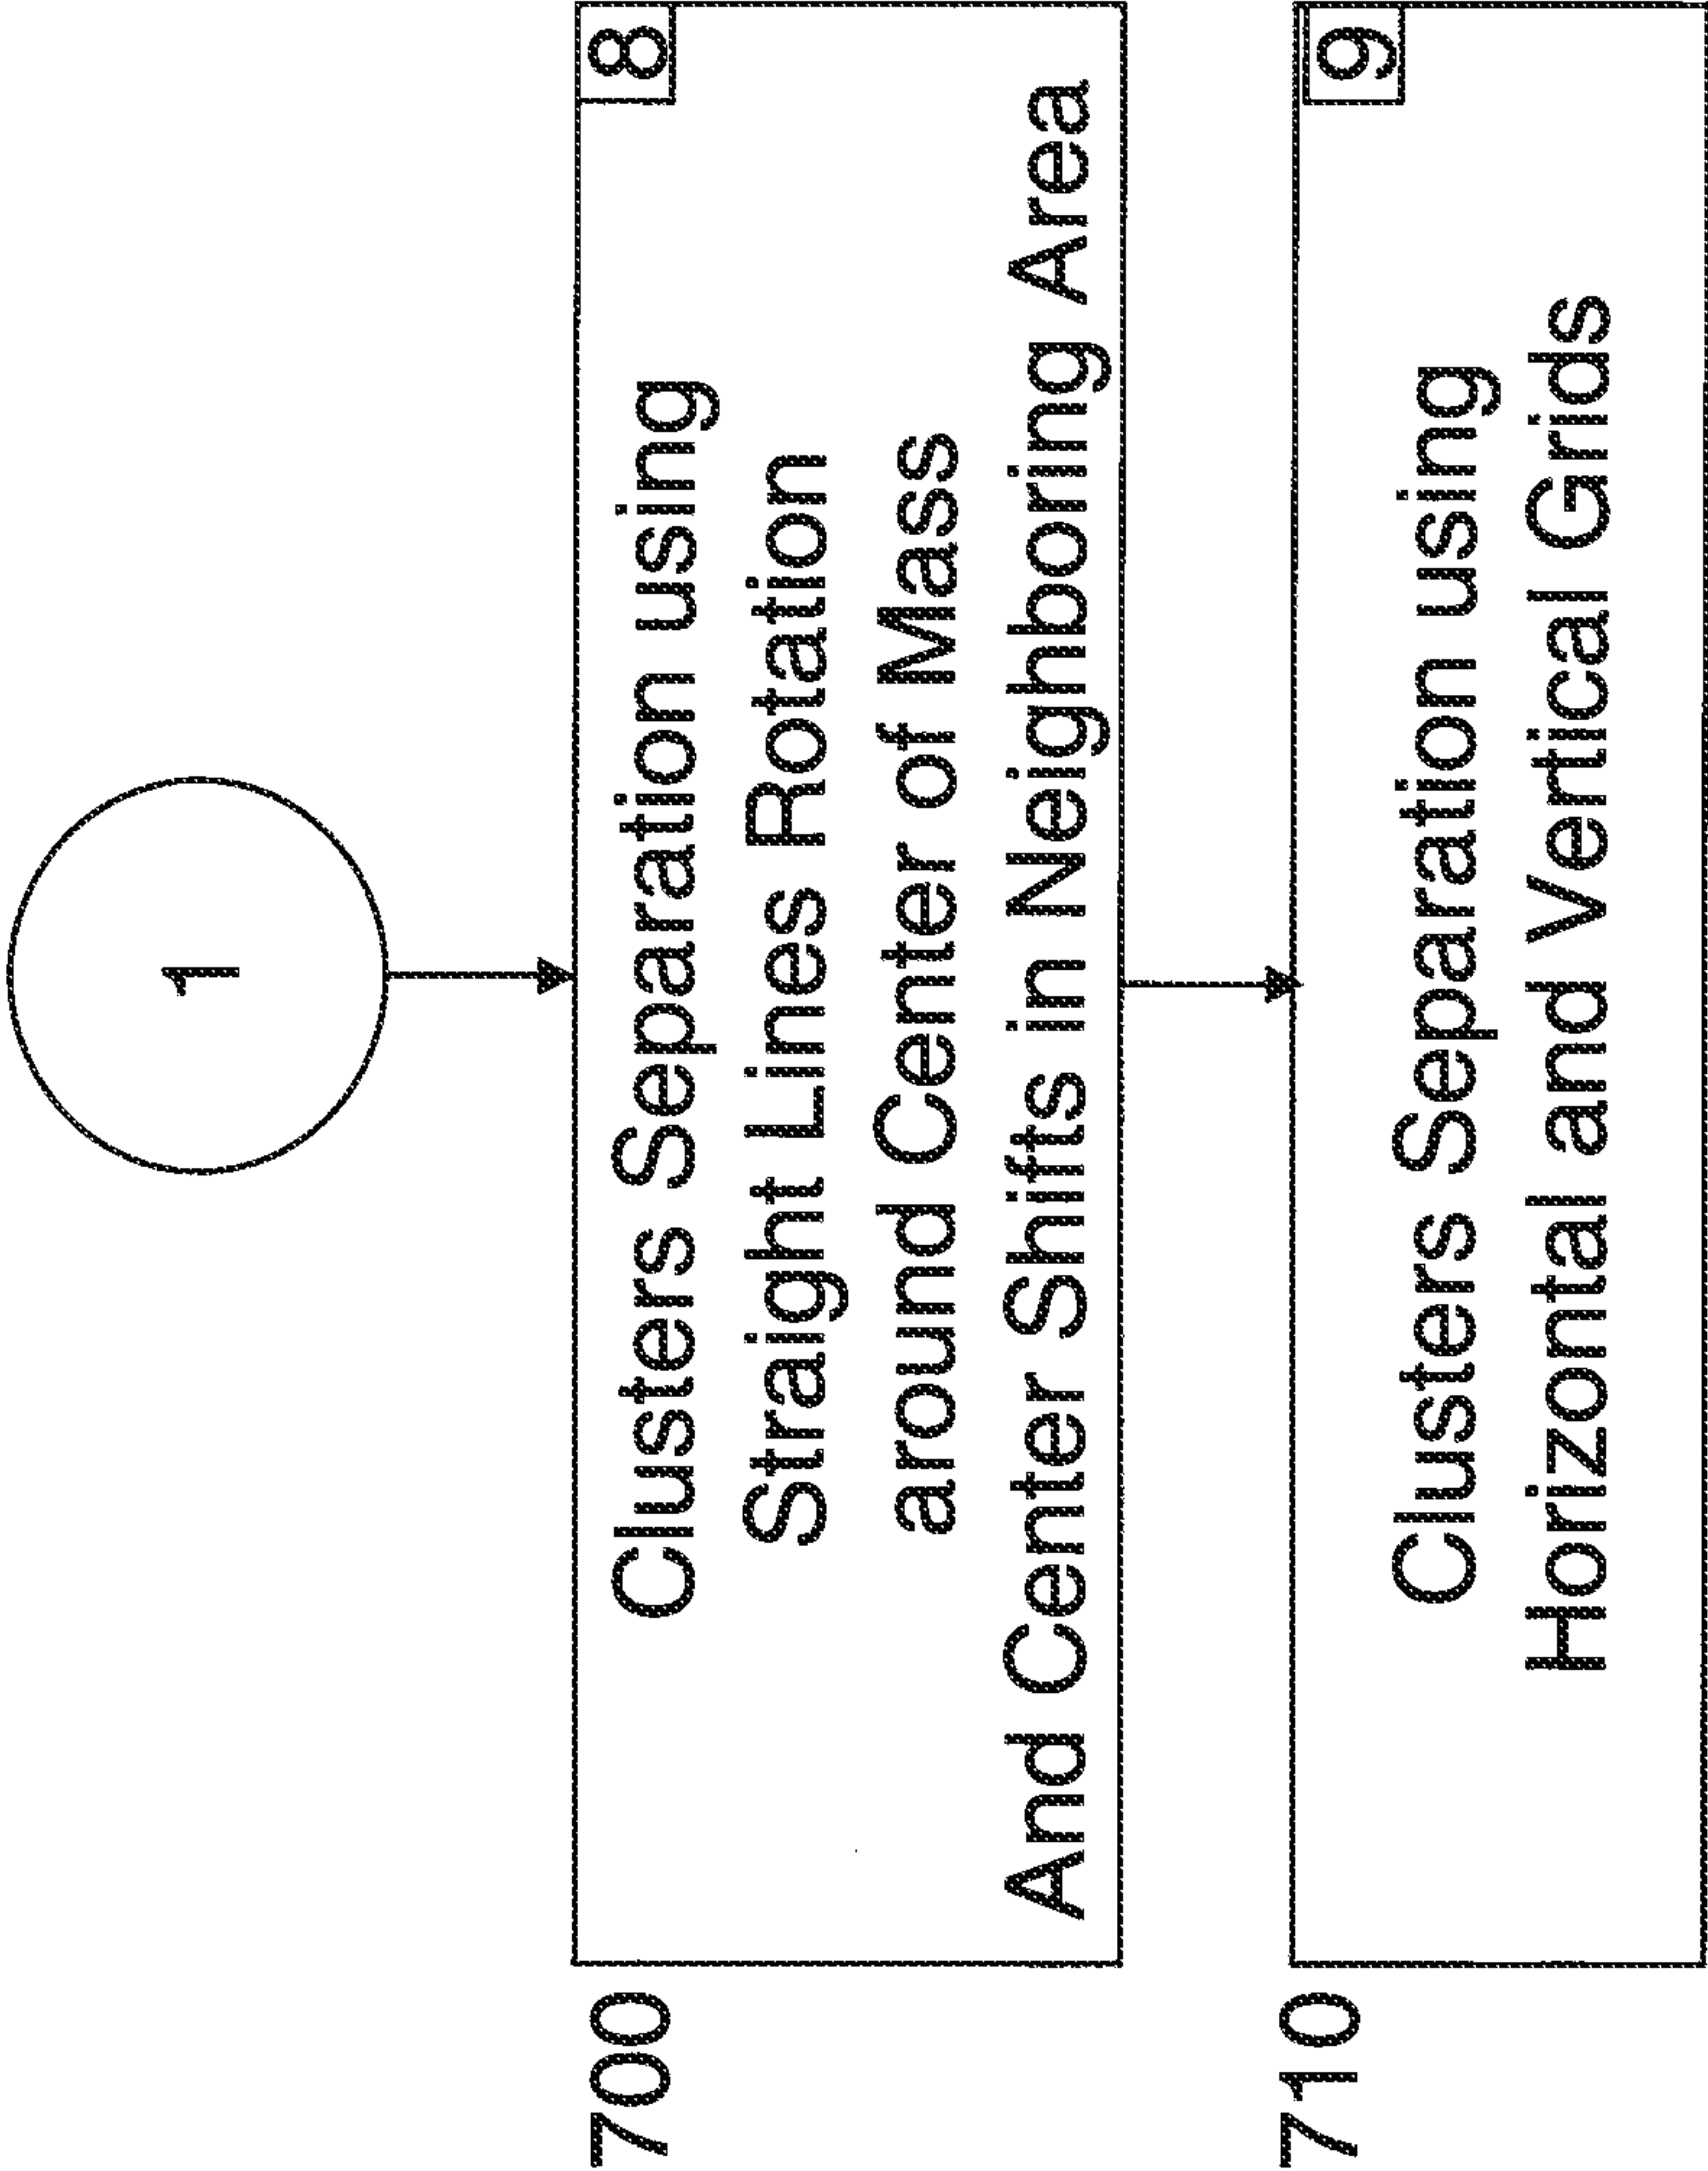 1
700
8
Clusters Separation using
Straight Lines Rotation
around Center of Mass
And Center Shifts in Neighboring Area
710
9
Clusters Separation using
Horizontal and Vertical Grids